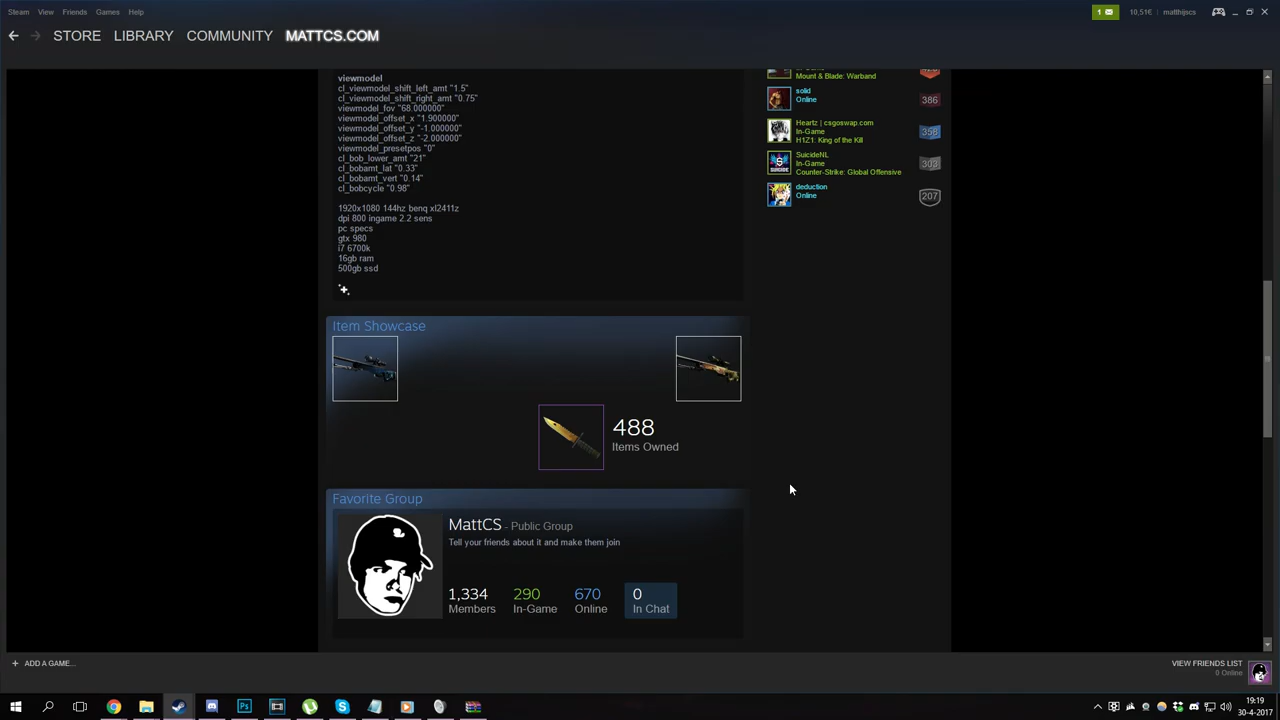 Steam View Friends Games Help
1
10,51€ matthijscs
STORE LIBRARY COMMUNITY MATTCS.COM
viewmodel
cl_viewmodel_shift_left_amt "1.5"
cl_viewmodel_shift_right_amt "0.75"
viewmodel_fov "68.000000"
viewmodel_offset_x "1.900000"
viewmodel_offset_y "-1.000000"
viewmodel_offset_z "-2.000000"
viewmodel_presetpos "0"
cl_bob_lower_amt "21"
cl_bobamt_lat "0.33"
cl_bobamt_vert "0.14"
cl_bobcycle "0.98"
1920x1080 144hz benq xl2411z
dpi 800 ingame 2.2 sens
pc specs
gtx 980
i7 6700k
16gb ram
500gb ssd
Mount & Blade: Warband
solid
Online
386
Heartz | csgoswap.com
In-Game
H1Z1: King of the Kill
358
SuicideNL
In-Game
Counter-Strike: Global Offensive
303
deduction
Online
207
Item Showcase
488
Items Owned
Favorite Group
MattCS - Public Group
Tell your friends about it and make them join
1,334 290 670 0
Members In-Game Online In Chat
+ ADD A GAME...
VIEW FRIENDS LIST
0 Online
19:19
30-4-2017